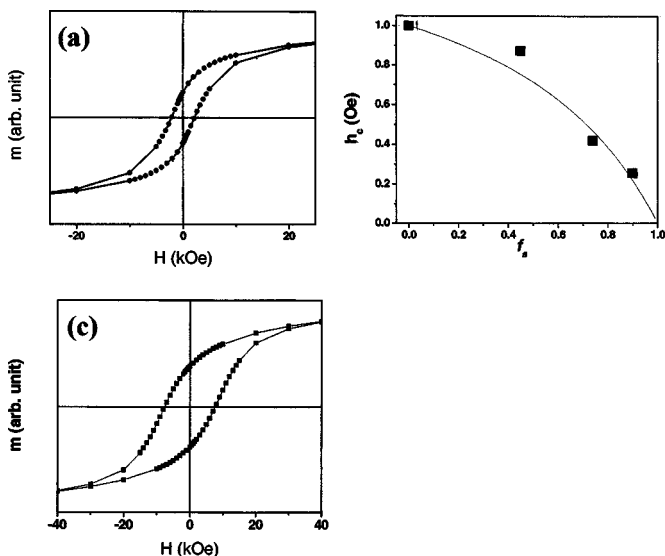 (a)
m (arb. unit)
-20 0 20
H (kOe)
1.0
0.8
0.6
0.4
0.2
0.0
h_c (Oe)
0.0 0.2 0.4 0.6 0.8 1.0
f_s
(c)
m (arb. unit)
-40 -20 0 20 40
H (kOe)